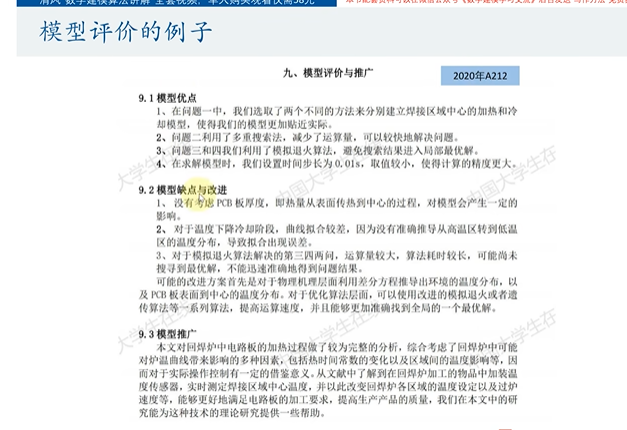 清风"数学建模算法讲解"全套视频，单人购买观看仅需58元
模型评价的例子
九、模型评价与推广
2020年A212
9.1 模型优点
1、在问题一中，我们选取了两个不同的方法来分别建立焊接区域中心的加热和冷
却模型，使得我们的模型更加贴近实际。
2、问题二利用了多重搜索法，减少了运算量，可以较快地解决问题。
3、问题三和四我们利用了模拟退火算法，避免搜索结果进入局部最优解。
4、在求解模型时，我们设置时间步长为 0.01s，取值较小，使得计算的精度更大。
9.2 模型缺点与改进
1、 没有考虑 PCB 板厚度，即热量从表面传热到中心的过程，对模型会产生一定的
影响。
2、 对于温度下降冷却阶段，曲线拟合较差，因为没有准确推导从高温区转到低温
区的温度分布，导致拟合出现误差。
3、对于模拟退火算法解决的第三四两问，运算量较大，算法耗时较长，可能尚未
搜寻到最优解，不能迅速准确地得到问题结果。
可能的改进方案首先是对于物理机理层面利用差分方程推导出环境的温度分布，以
及 PCB 板表面到中心的温度分布。对于优化算法层面，可以使用改进的模拟退火或者遗
传算法等一系列算法，提高运算速度，并且能够更加准确找到全局的一个最优解。
9.3 模型推广
本文对回焊炉中电路板的加热过程做了较为完整的分析，综合考虑了回焊炉中可能
对炉温曲线带来影响的多种因素，包括热时间常数的变化以及区域间的温度影响等，因
而对于实际操作控制有一定的借鉴意义。从文献中了解到在回焊炉加工的物品中加装温
度传感器，实时测定焊接区域中心温度，并以此改变回焊炉各区域的温度设定以及过炉
速度等，能够更好地满足电路板的加工要求，提高生产产品的质量，我们在本文中的研
究能为这种技术的理论研究提供一些帮助。